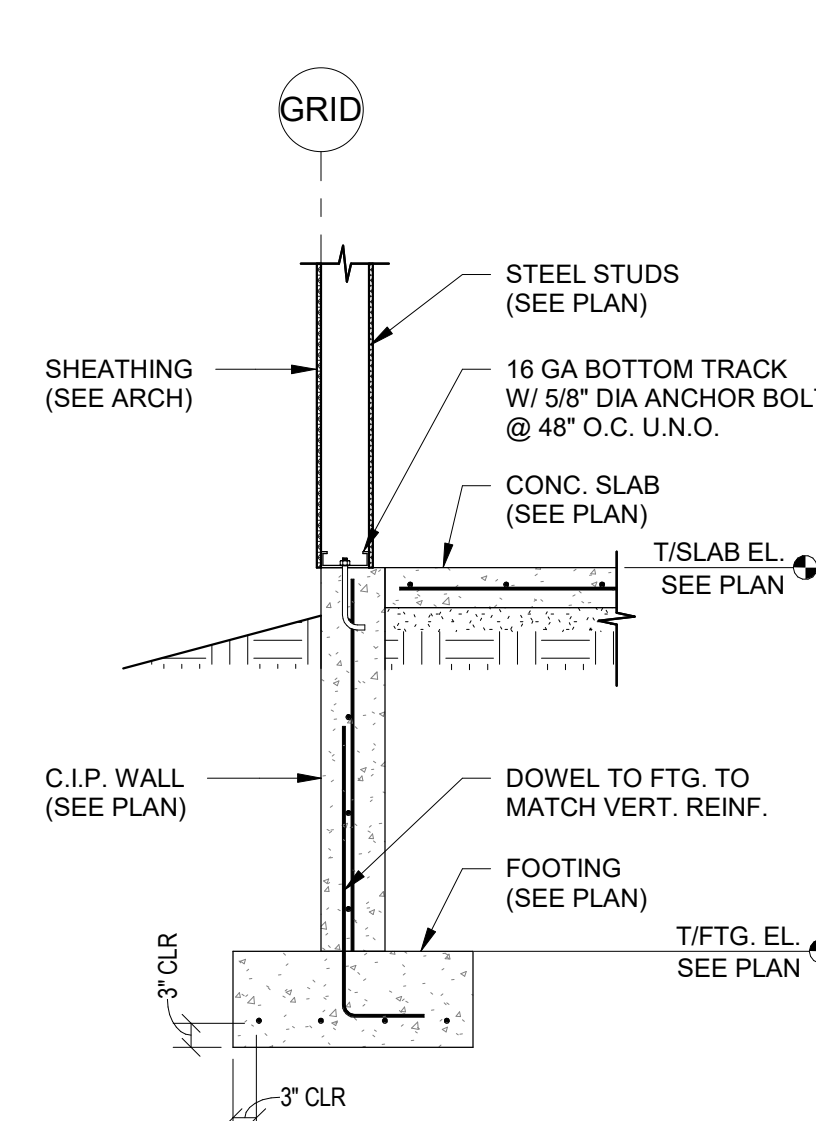 GRID
STEEL STUDS
(SEE PLAN)
SHEATHING
(SEE ARCH)
16 GA BOTTOM TRACK
W/ 5/8" DIA ANCHOR BOLT
@ 48" O.C. U.N.O.
CONC. SLAB
(SEE PLAN)
T/SLAB EL.
SEE PLAN
C.I.P. WALL
(SEE PLAN)
DOWEL TO FTG. TO
MATCH VERT. REINF.
FOOTING
(SEE PLAN)
T/FTG. EL.
SEE PLAN
3" CLR
3" CLR